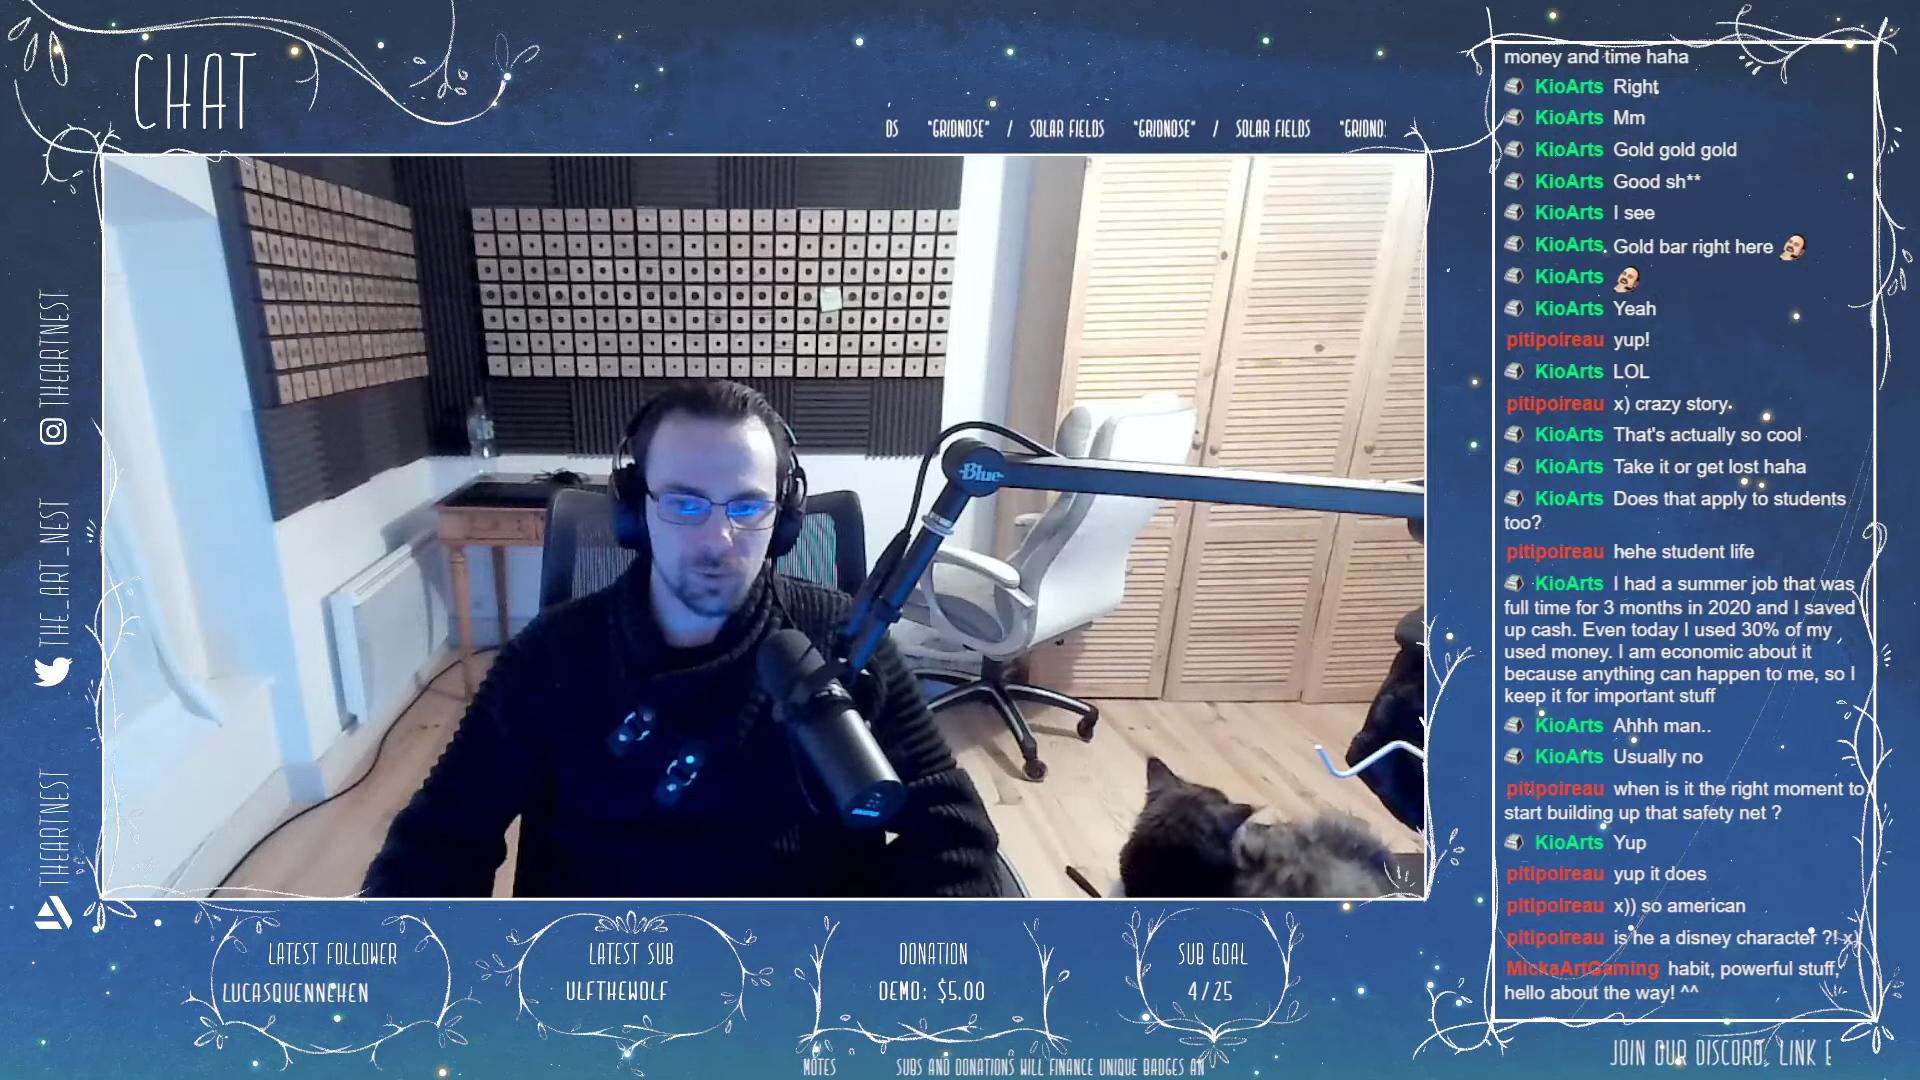 CHAT
DS "GRIDNOSE" / SOLAR FIELDS "GRIDNOSE" / SOLAR FIELDS "GRIDNO
THEARTNEST
THE_ART_NEST
THEARTNEST
Blue
LATEST FOLLOWER
LUCASQUENNEHEN
LATEST SUB
ULFTHEWOLF
DONATION
DEMO: $5.00
SUB GOAL
4/25
MOTES SUBS AND DONATIONS WILL FINANCE UNIQUE BADGES AN
money and time haha
KioArts Right
KioArts Mm
KioArts Gold gold gold
KioArts Good sh**
KioArts I see
KioArts Gold bar right here
KioArts
KioArts Yeah
pitipoireau yup!
KioArts LOL
pitipoireau x) crazy story
KioArts That's actually so cool
KioArts Take it or get lost haha
KioArts Does that apply to students
too?
pitipoireau hehe student life
KioArts I had a summer job that was
full time for 3 months in 2020 and I saved
up cash. Even today I used 30% of my
used money. I am economic about it
because anything can happen to me, so I
keep it for important stuff
KioArts Ahhh man..
KioArts Usually no
pitipoireau when is it the right moment to
start building up that safety net ?
KioArts Yup
pitipoireau yup it does
pitipoireau x)) so american
pitipoireau is he a disney character ?! x)
MickaArtGaming habit, powerful stuff,
hello about the way! ^^
JOIN OUR DISCORD, LINK E